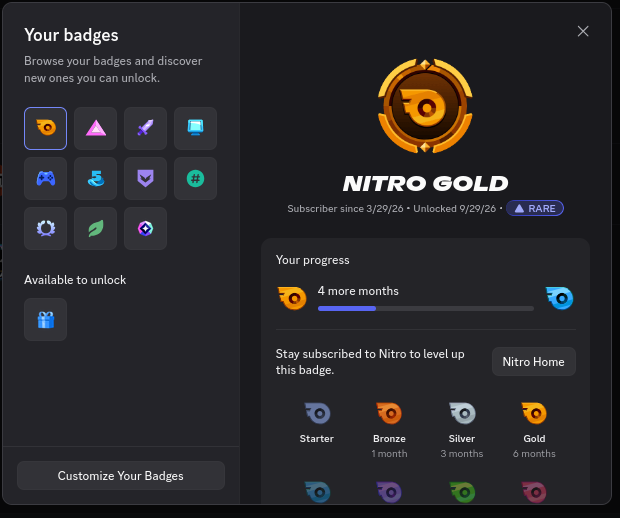 Your badges
Browse your badges and discover
new ones you can unlock.
Available to unlock
Customize Your Badges
NITRO GOLD
Subscriber since 3/29/26 • Unlocked 9/29/26 • RARE
Your progress
4 more months
Stay subscribed to Nitro to level up
this badge.
Nitro Home
Starter
Bronze
1 month
Silver
3 months
Gold
6 months